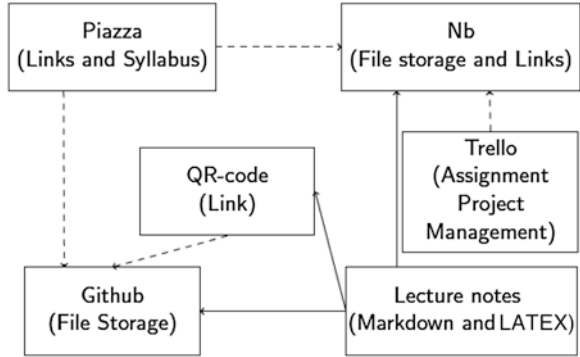 Piazza
(Links and Syllabus)
Nb
(File storage and Links)
Trello
(Assignment
Project
Management)
QR-code
(Link)
Github
(File Storage)
Lecture notes
(Markdown and LATEX)